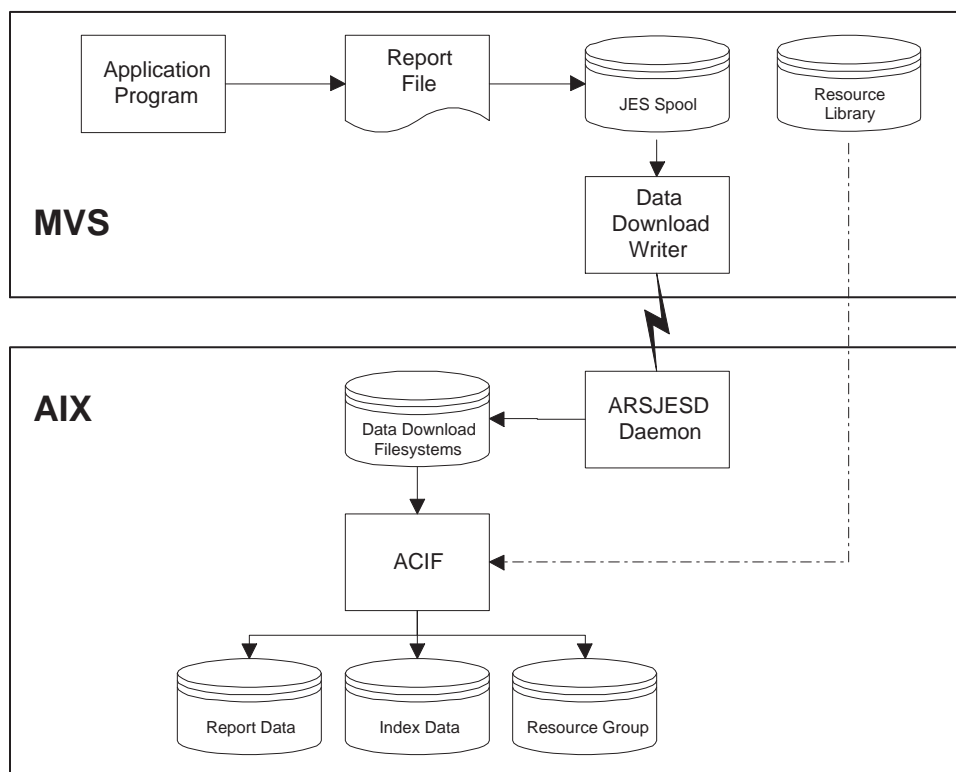 Application
Program
Report
File
JES Spool
Resource
Library
MVS
Data
Download
Writer
AIX
Data Download
Filesystems
ARSJESD
Daemon
ACIF
Report Data
Index Data
Resource Group